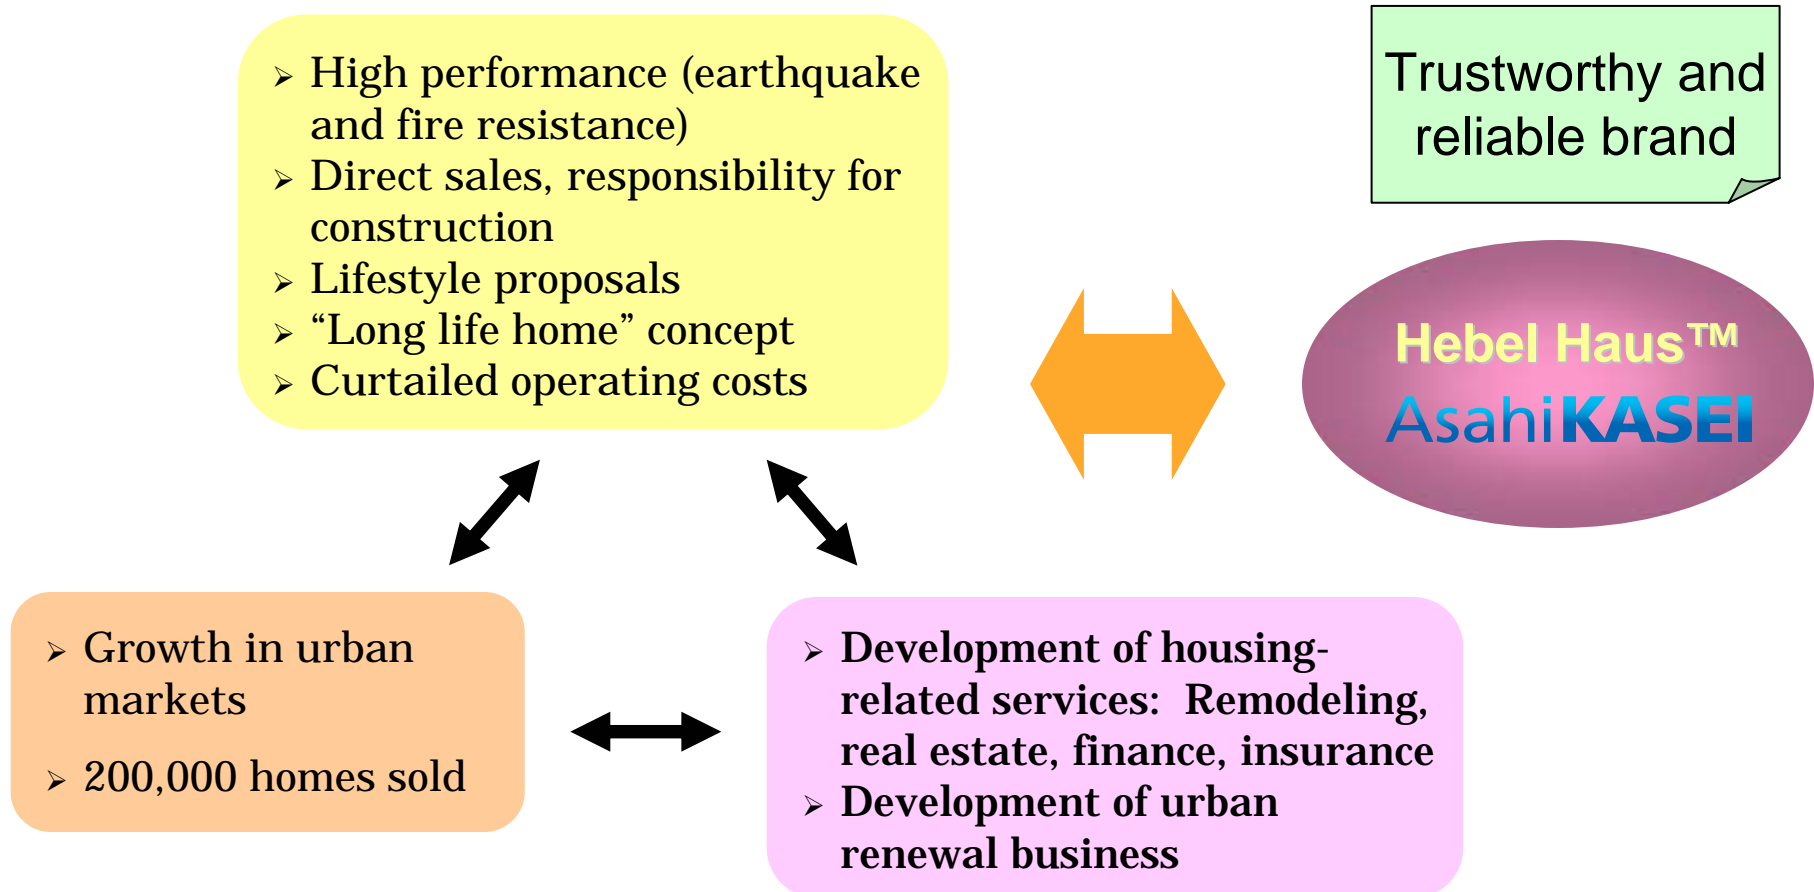 ➢ High performance (earthquake
and fire resistance)
➢ Direct sales, responsibility for
construction
➢ Lifestyle proposals
➢ “Long life home” concept
➢ Curtailed operating costs
Trustworthy and
reliable brand
Hebel Haus™
AsahiKASEI
➢ Growth in urban
markets
➢ 200,000 homes sold
➢ Development of housing-
related services:  Remodeling,
real estate, finance, insurance
➢ Development of urban
renewal business